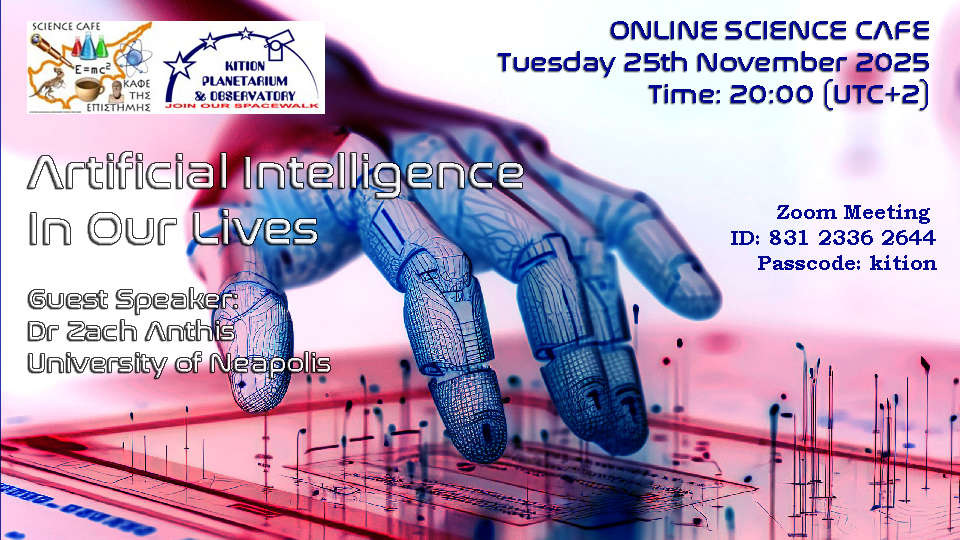 SCIENCE CAFE
E=mc²
ΚΑΦΕ
ΤΗΣ
ΕΠΙΣΤΗΜΗΣ
KITION
PLANETARIUM
& OBSERVATORY
JOIN OUR SPACEWALK
ONLINE SCIENCE CAFE
Tuesday 25th November 2025
Time: 20:00 (UTC+2)
Artificial Intelligence
In Our Lives
Zoom Meeting
ID: 831 2336 2644
Passcode: kition
Guest Speaker:
Dr Zach Anthis
University of Neapolis